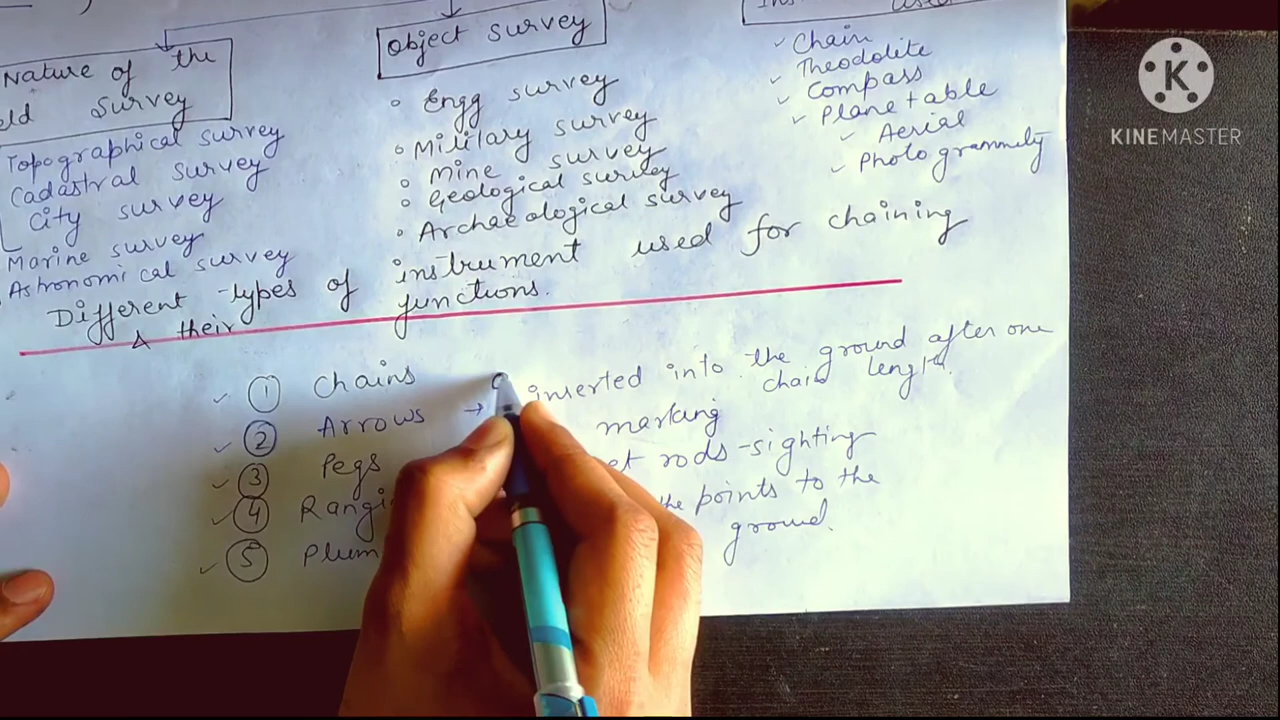 Nature of the
Survey
Topographical survey
Cadastral survey
City survey
Marine survey
Astronomical survey
Object survey
Engg survey
Military survey
mine survey
Geological survey
Archaeological survey
Chain
Theodolite
Compass
Plane table
Aerial
Photogrammety
Different types of instrument used for chaining
& their functions.
① Chains
② Arrows → inserted into the ground after one
chain length.
③ Pegs marking
④ rods-sighting
⑤ the points to the
ground.
K
KINEMASTER